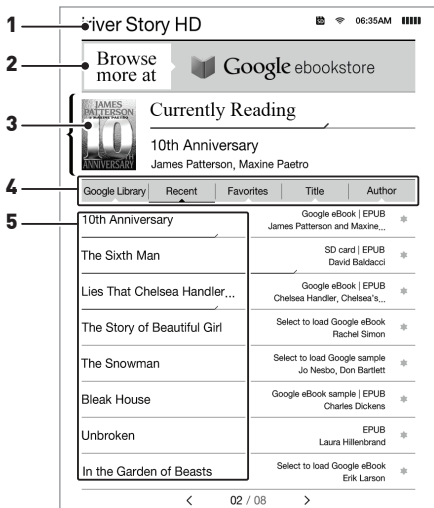 1
iriver Story HD
06:35AM
2
Browse
more at
Google ebookstore
3
JAMES
PATTERSON
& MAXINE PAETRO
10TH
ANNIVERSARY
Currently Reading
10th Anniversary
James Patterson, Maxine Paetro
4
Google Library
Recent
Favorites
Title
Author
5
10th Anniversary
Google eBook | EPUB
James Patterson and Maxine...
The Sixth Man
SD card | EPUB
David Baldacci
Lies That Chelsea Handler...
Google eBook | EPUB
Chelsea Handler, Chelsea's...
The Story of Beautiful Girl
Select to load Google eBook
Rachel Simon
The Snowman
Select to load Google sample
Jo Nesbo, Don Bartlett
Bleak House
Google eBook sample | EPUB
Charles Dickens
Unbroken
EPUB
Laura Hillenbrand
In the Garden of Beasts
Select to load Google eBook
Erik Larson
02 / 08